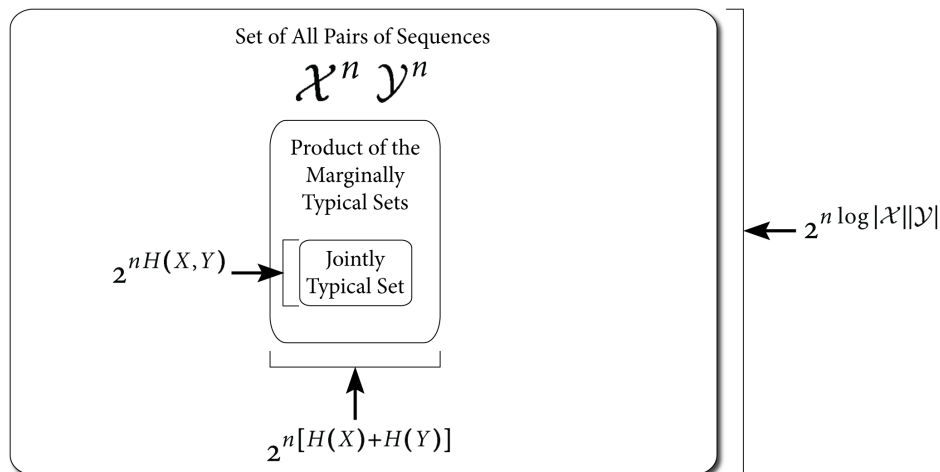 Set of All Pairs of Sequences
𝒳ⁿ 𝒴ⁿ
Product of the
Marginally
Typical Sets
2^{n log|𝒳||𝒴|}
2^{nH(X,Y)}
Jointly
Typical Set
2^{n[H(X)+H(Y)]}